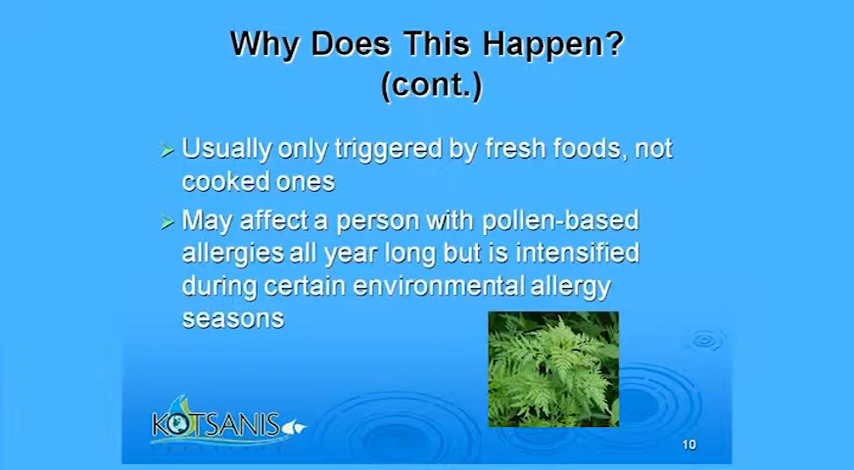 Why Does This Happen?
(cont.)
Usually only triggered by fresh foods, not
cooked ones
May affect a person with pollen-based
allergies all year long but is intensified
during certain environmental allergy
seasons
KOTSANIS
10